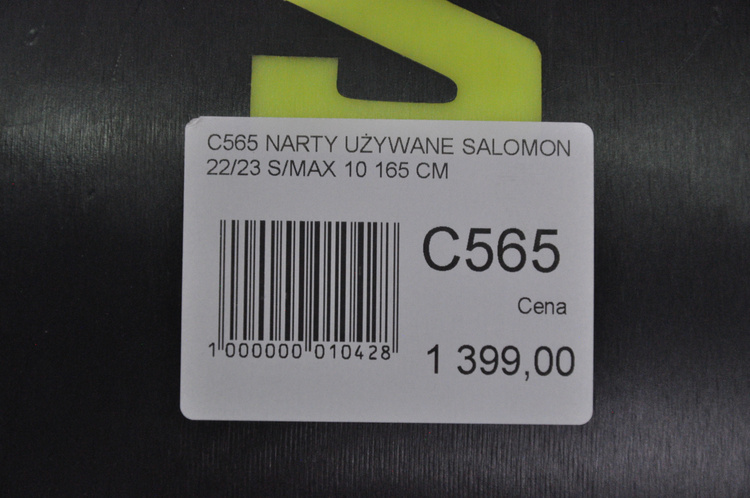 C565 NARTY UŻYWANE SALOMON
22/23 S/MAX 10 165 CM
C565
Cena
1 399,00
1 000000 010428